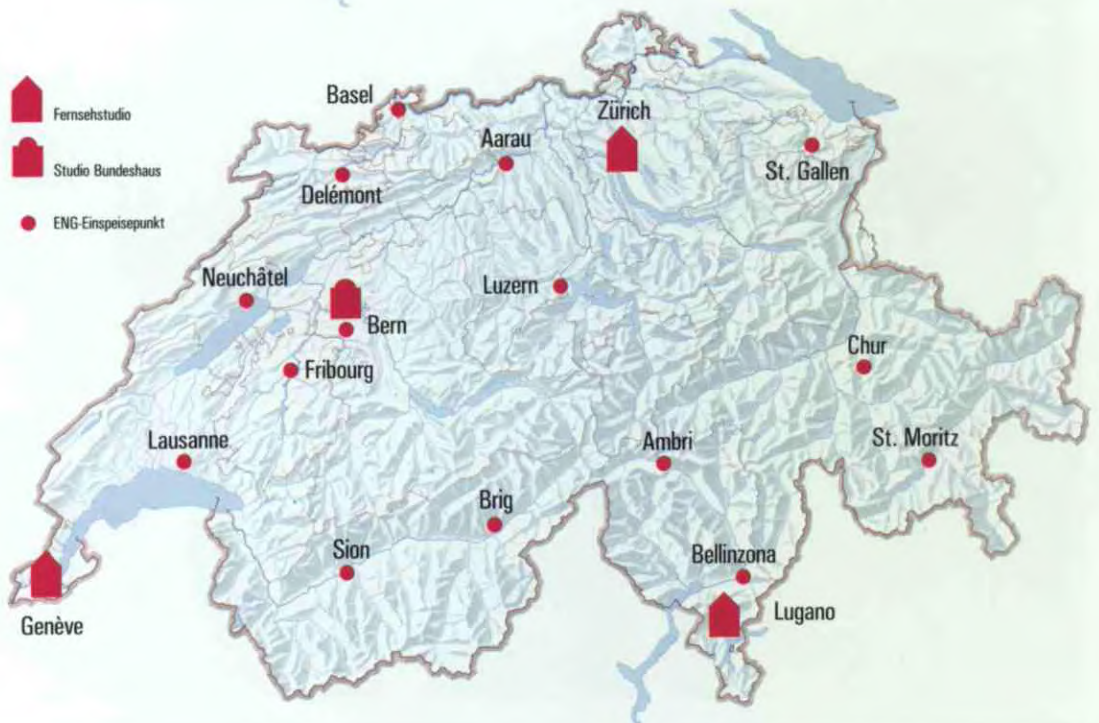 Fernsehstudio
Studio Bundeshaus
ENG-Einspeisepunkt
Basel
Zürich
Aarau
St. Gallen
Delémont
Neuchâtel
Luzern
Bern
Chur
Fribourg
Lausanne
Ambri
St. Moritz
Brig
Sion
Bellinzona
Lugano
Genève